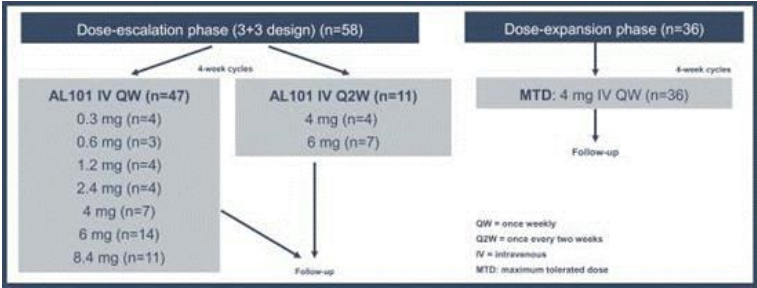 Dose-escalation phase (3+3 design) (n=58)
4-week cycles
AL101 IV QW (n=47)
0.3 mg (n=4)
0.6 mg (n=3)
1.2 mg (n=4)
2.4 mg (n=4)
4 mg (n=7)
6 mg (n=14)
8.4 mg (n=11)
AL101 IV Q2W (n=11)
4 mg (n=4)
6 mg (n=7)
Follow-up
Dose-expansion phase (n=36)
4-week cycles
MTD: 4 mg IV QW (n=36)
Follow-up
QW = once weekly
Q2W = once every two weeks
IV = intravenous
MTD: maximum tolerated dose